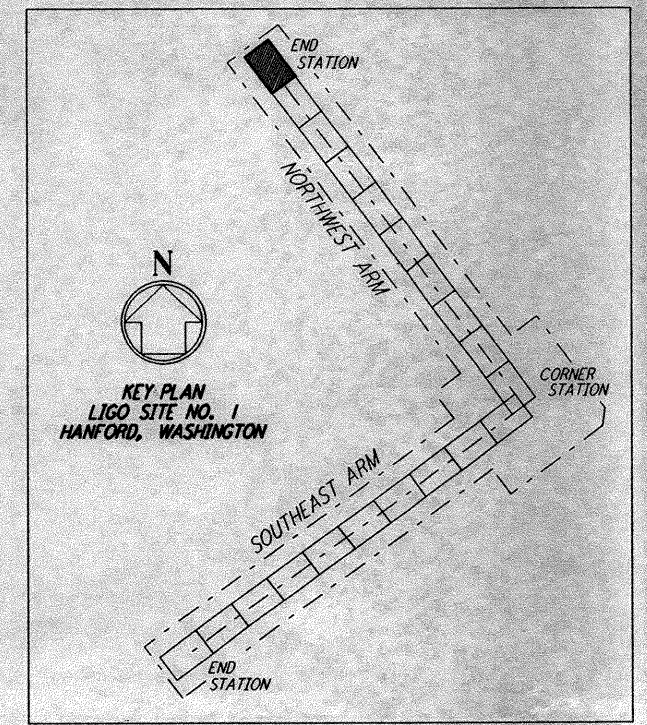 END
STATION
NORTHWEST ARM
N
KEY PLAN
LIGO SITE NO. 1
HANFORD, WASHINGTON
CORNER
STATION
SOUTHEAST ARM
END
STATION